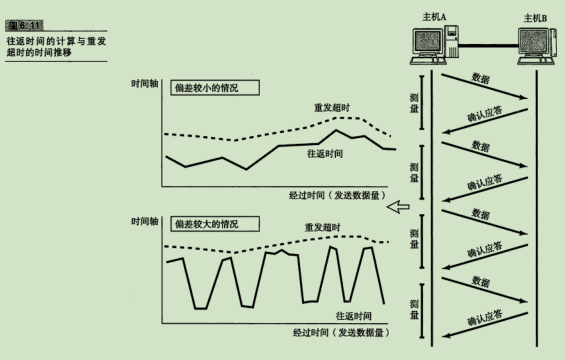 图6.11
往返时间的计算与重发
超时的时间推移
主机A
主机B
时间轴
偏差较小的情况
重发超时
往返时间
经过时间（发送数据量）
时间轴
偏差较大的情况
重发超时
往返时间
经过时间（发送数据量）
测量
数据
确认应答
测量
数据
确认应答
测量
数据
确认应答
测量
数据
确认应答